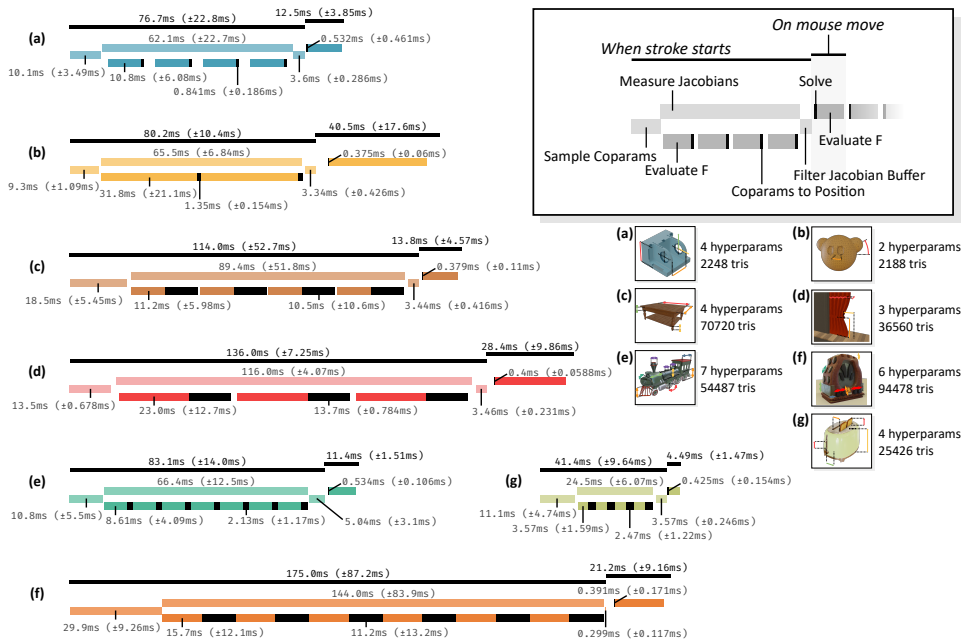 76.7ms (±22.8ms)
12.5ms (±3.85ms)
(a)
62.1ms (±22.7ms)
0.532ms (±0.461ms)
10.1ms (±3.49ms)
10.8ms (±6.08ms)
3.6ms (±0.286ms)
0.841ms (±0.186ms)
80.2ms (±10.4ms)
40.5ms (±17.6ms)
(b)
65.5ms (±6.84ms)
0.375ms (±0.06ms)
9.3ms (±1.09ms)
31.8ms (±21.1ms)
3.34ms (±0.426ms)
1.35ms (±0.154ms)
114.0ms (±52.7ms)
13.8ms (±4.57ms)
(c)
89.4ms (±51.8ms)
0.379ms (±0.11ms)
18.5ms (±5.45ms)
11.2ms (±5.98ms)
10.5ms (±10.6ms)
3.44ms (±0.416ms)
136.0ms (±7.25ms)
28.4ms (±9.86ms)
(d)
116.0ms (±4.07ms)
0.4ms (±0.0588ms)
13.5ms (±0.678ms)
23.0ms (±12.7ms)
13.7ms (±0.784ms)
3.46ms (±0.231ms)
83.1ms (±14.0ms)
11.4ms (±1.51ms)
(e)
66.4ms (±12.5ms)
0.534ms (±0.106ms)
10.8ms (±5.5ms)
8.61ms (±4.09ms)
2.13ms (±1.17ms)
5.04ms (±3.1ms)
41.4ms (±9.64ms)
4.49ms (±1.47ms)
(g)
24.5ms (±6.07ms)
0.425ms (±0.154ms)
11.1ms (±4.74ms)
3.57ms (±1.59ms)
3.57ms (±0.246ms)
2.47ms (±1.22ms)
175.0ms (±87.2ms)
21.2ms (±9.16ms)
(f)
144.0ms (±83.9ms)
0.391ms (±0.171ms)
29.9ms (±9.26ms)
15.7ms (±12.1ms)
11.2ms (±13.2ms)
0.299ms (±0.117ms)
On mouse move
When stroke starts
Measure Jacobians
Solve
Sample Coparams
Evaluate F
Evaluate F
Filter Jacobian Buffer
Coparams to Position
(a)
4 hyperparams
2248 tris
(b)
2 hyperparams
2188 tris
(c)
4 hyperparams
70720 tris
(d)
3 hyperparams
36560 tris
(e)
7 hyperparams
54487 tris
(f)
6 hyperparams
94478 tris
(g)
4 hyperparams
25426 tris